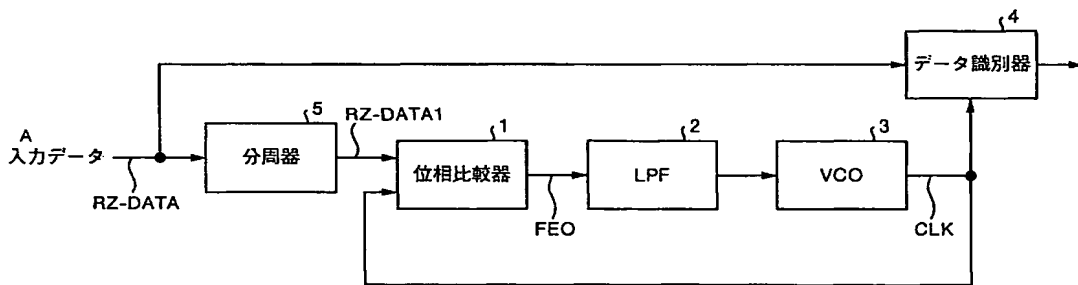 4
データ識別器
A
入力データ
RZ-DATA
5
分周器
RZ-DATA1
1
位相比較器
FEO
2
LPF
3
VCO
CLK